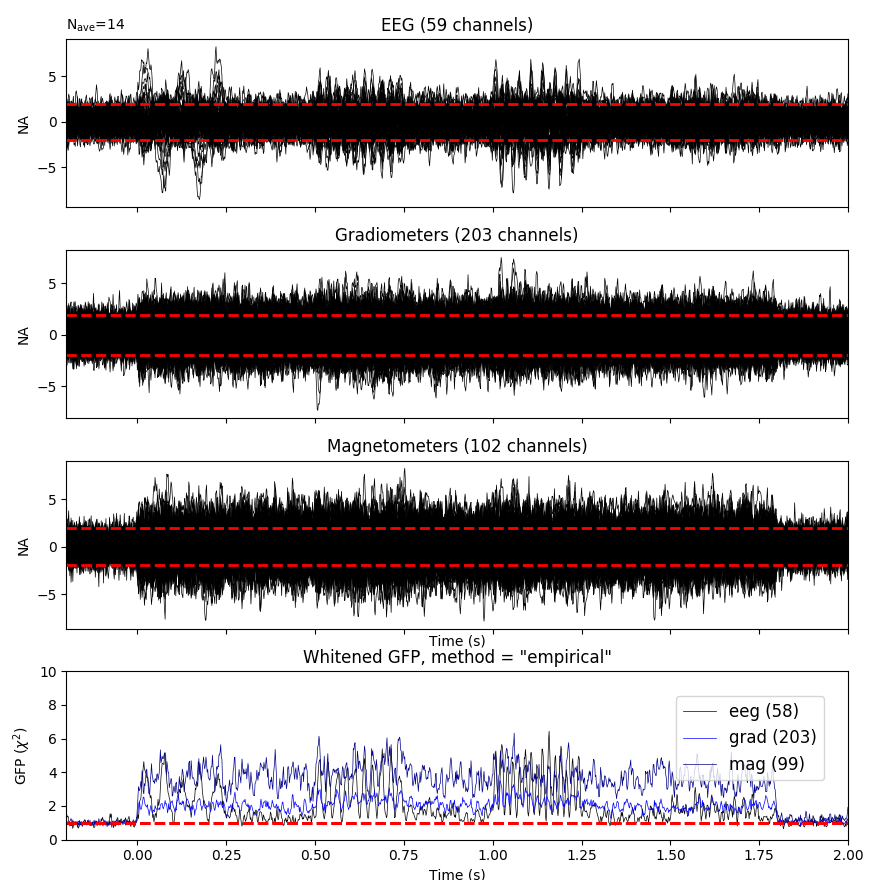 N_ave=14
EEG (59 channels)
5
0
−5
NA
Gradiometers (203 channels)
5
0
−5
NA
Magnetometers (102 channels)
5
0
−5
NA
Time (s)
Whitened GFP, method = "empirical"
10
8
6
4
2
0
GFP (χ²)
eeg (58)
grad (203)
mag (99)
0.00 0.25 0.50 0.75 1.00 1.25 1.50 1.75 2.00
Time (s)